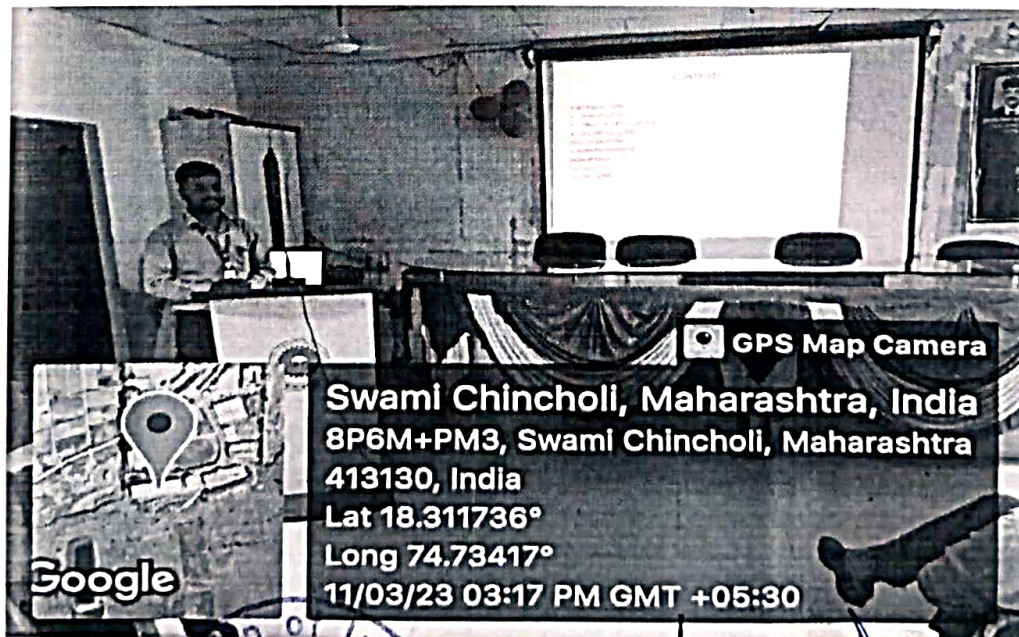 CONTENTS
GPS Map Camera
Swami Chincholi, Maharashtra, India
8P6M+PM3, Swami Chincholi, Maharashtra
413130, India
Lat 18.311736°
Long 74.73417°
11/03/23 03:17 PM GMT +05:30
Google